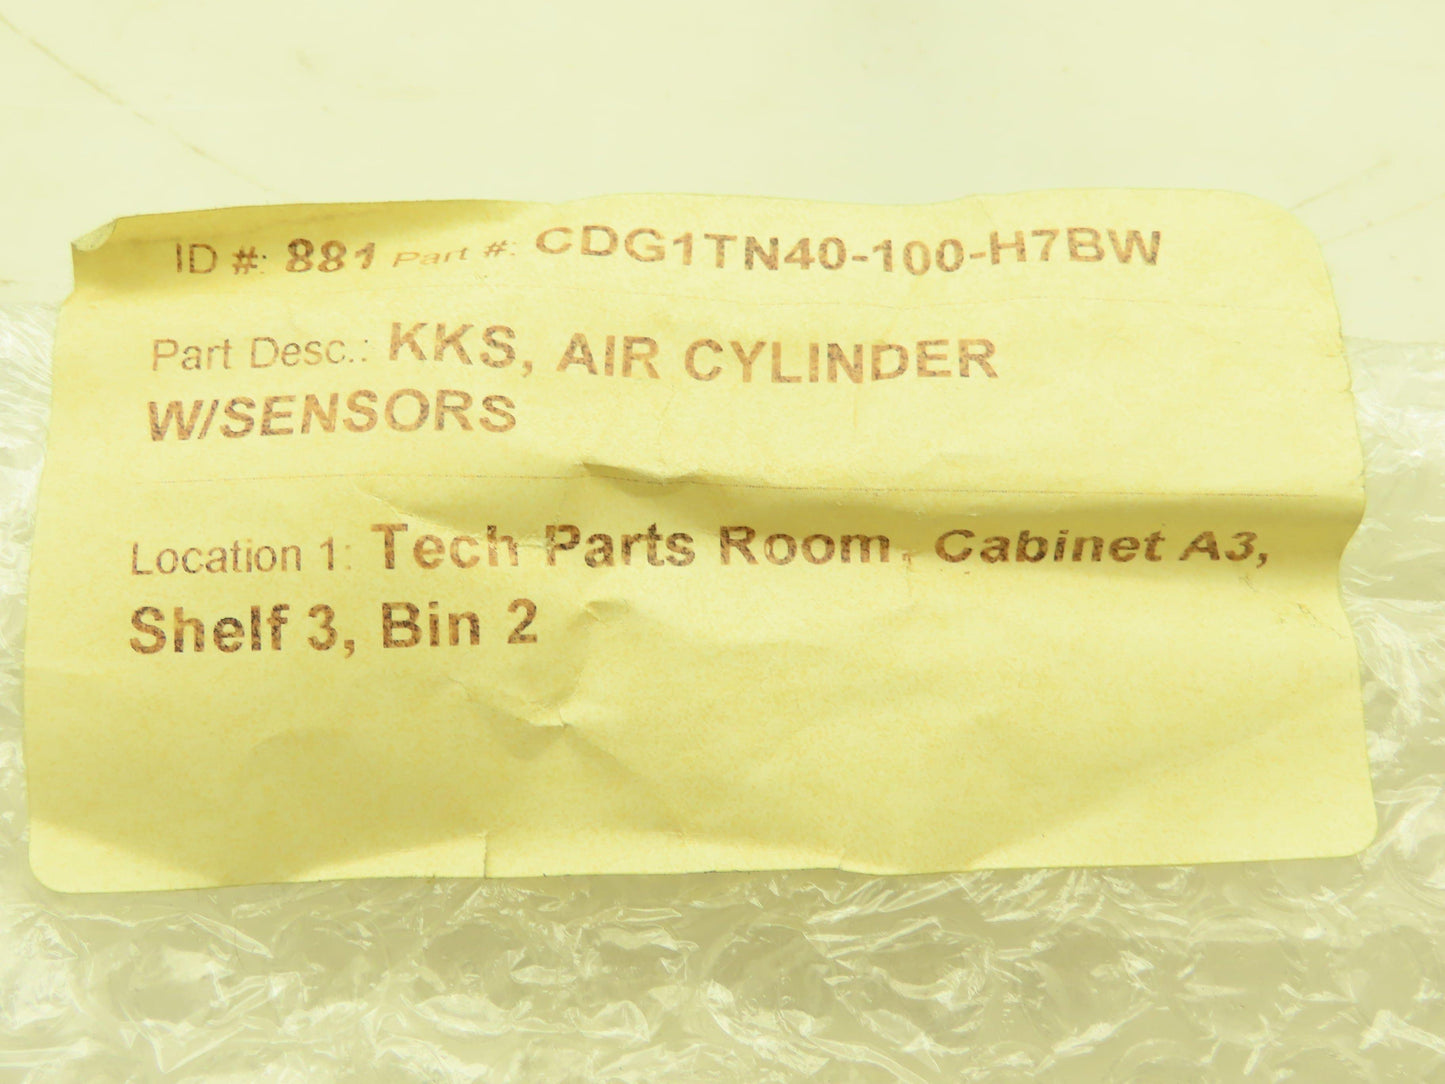 ID #: 881 Part #: CDG1TN40-100-H7BW
Part Desc.: KKS, AIR CYLINDER
W/SENSORS
Location 1: Tech Parts Room, Cabinet A3,
Shelf 3, Bin 2